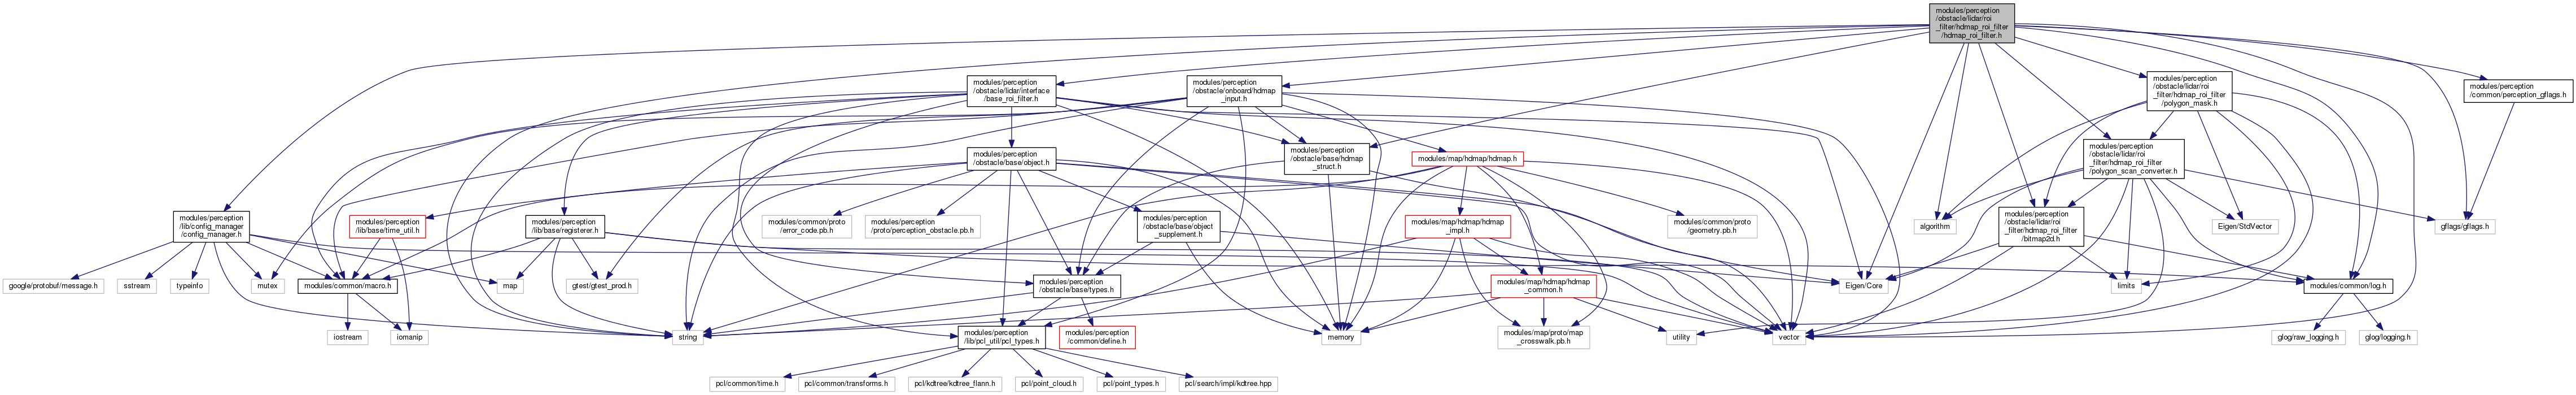 modules/perception
/obstacle/lidar/roi
_filter/hdmap_roi_filter
/hdmap_roi_filter.h
modules/perception
/obstacle/lidar/interface
/base_roi_filter.h
modules/perception
/obstacle/onboard/hdmap
_input.h
modules/perception
/obstacle/lidar/roi
_filter/hdmap_roi_filter
/polygon_mask.h
modules/perception
/common/perception_gflags.h
modules/perception
/obstacle/base/object.h
modules/perception
/obstacle/base/hdmap
_struct.h
modules/map/hdmap/hdmap.h
modules/perception
/obstacle/lidar/roi
_filter/hdmap_roi_filter
/polygon_scan_converter.h
modules/perception
/lib/config_manager
/config_manager.h
modules/perception
/lib/base/time_util.h
modules/perception
/lib/base/registerer.h
modules/common/proto
/error_code.pb.h
modules/perception
/proto/perception_obstacle.pb.h
modules/perception
/obstacle/base/object
_supplement.h
modules/map/hdmap/hdmap
_impl.h
modules/common/proto
/geometry.pb.h
algorithm
modules/perception
/obstacle/lidar/roi
_filter/hdmap_roi_filter
/bitmap2d.h
Eigen/StdVector
gflags/gflags.h
google/protobuf/message.h
sstream
typeinfo
mutex
modules/common/macro.h
map
gtest/gtest_prod.h
modules/perception
/obstacle/base/types.h
modules/map/hdmap/hdmap
_common.h
Eigen/Core
limits
modules/common/log.h
iostream
iomanip
string
modules/perception
/lib/pcl_util/pcl_types.h
modules/perception
/common/define.h
memory
modules/map/proto/map
_crosswalk.pb.h
utility
vector
glog/raw_logging.h
glog/logging.h
pcl/common/time.h
pcl/common/transforms.h
pcl/kdtree/kdtree_flann.h
pcl/point_cloud.h
pcl/point_types.h
pcl/search/impl/kdtree.hpp